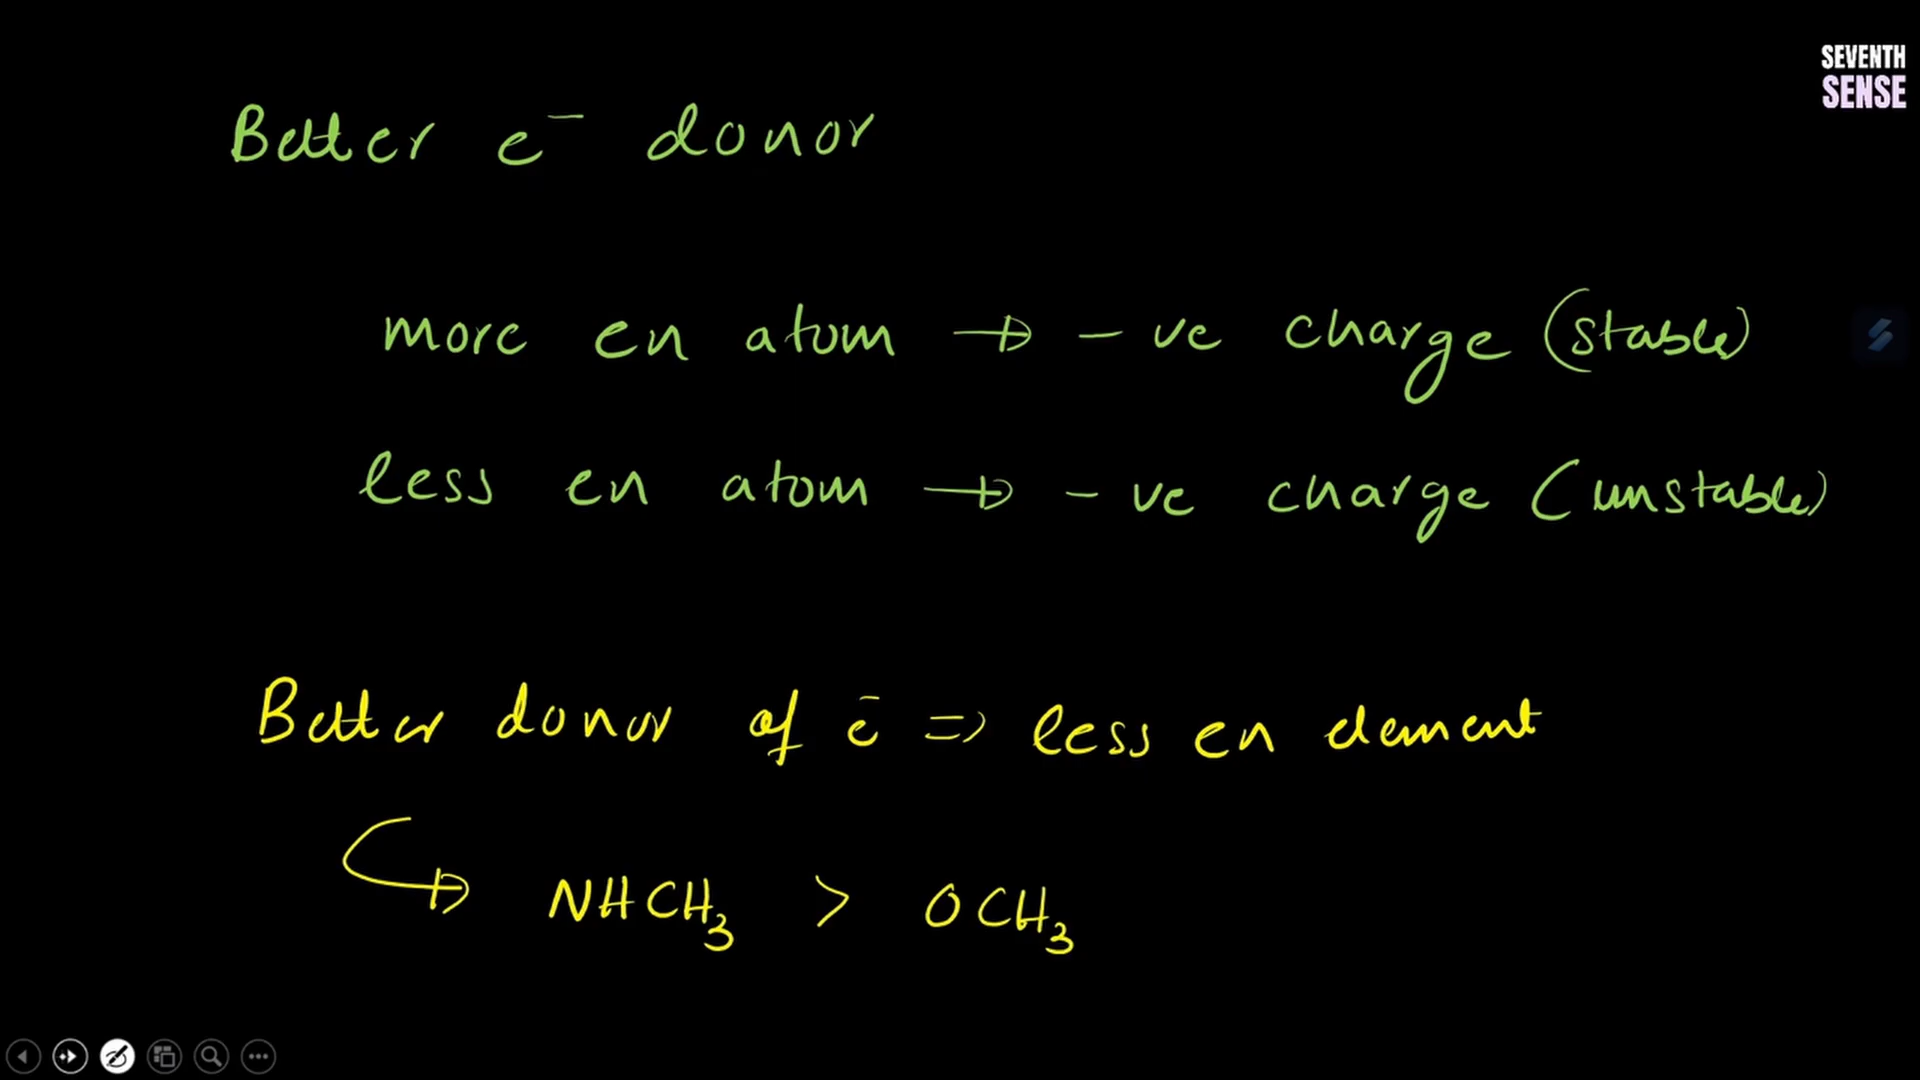 SEVENTH
SENSE
Better e⁻ donor
more en atom → -ve charge (stable)
less en atom → -ve charge (unstable)
Better donor of e⁻ => less en element
↪ NHCH₃ > OCH₃